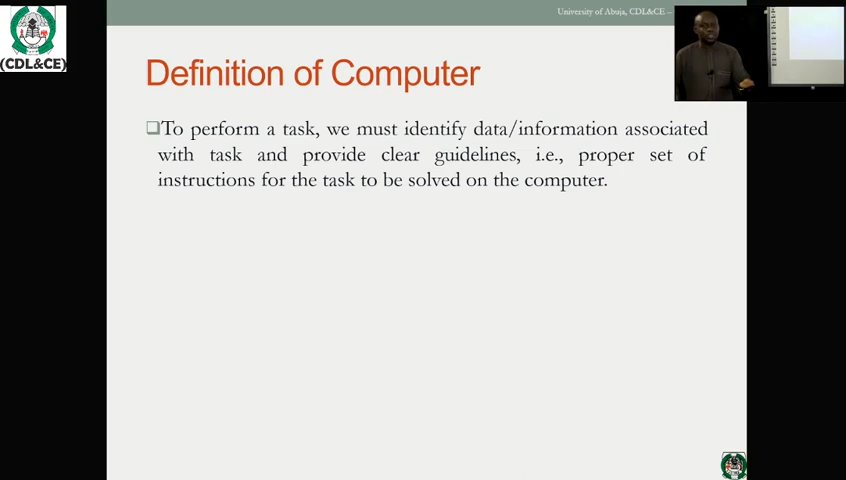 University of Abuja, CDL&CE –
(CDL&CE)
Definition of Computer
❑To perform a task, we must identify data/information associated
with task and provide clear guidelines, i.e., proper set of
instructions for the task to be solved on the computer.